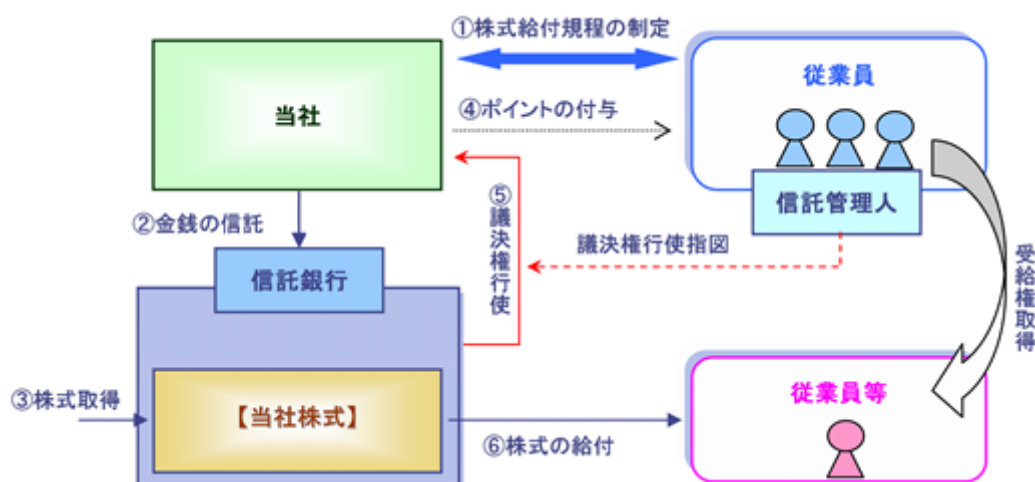 ①株式給付規程の制定
当社
従業員
④ポイントの付与
信託管理人
②金銭の信託
⑤議決権行使
議決権行使指図
受給権取得
信託銀行
③株式取得
【当社株式】
⑥株式の給付
従業員等